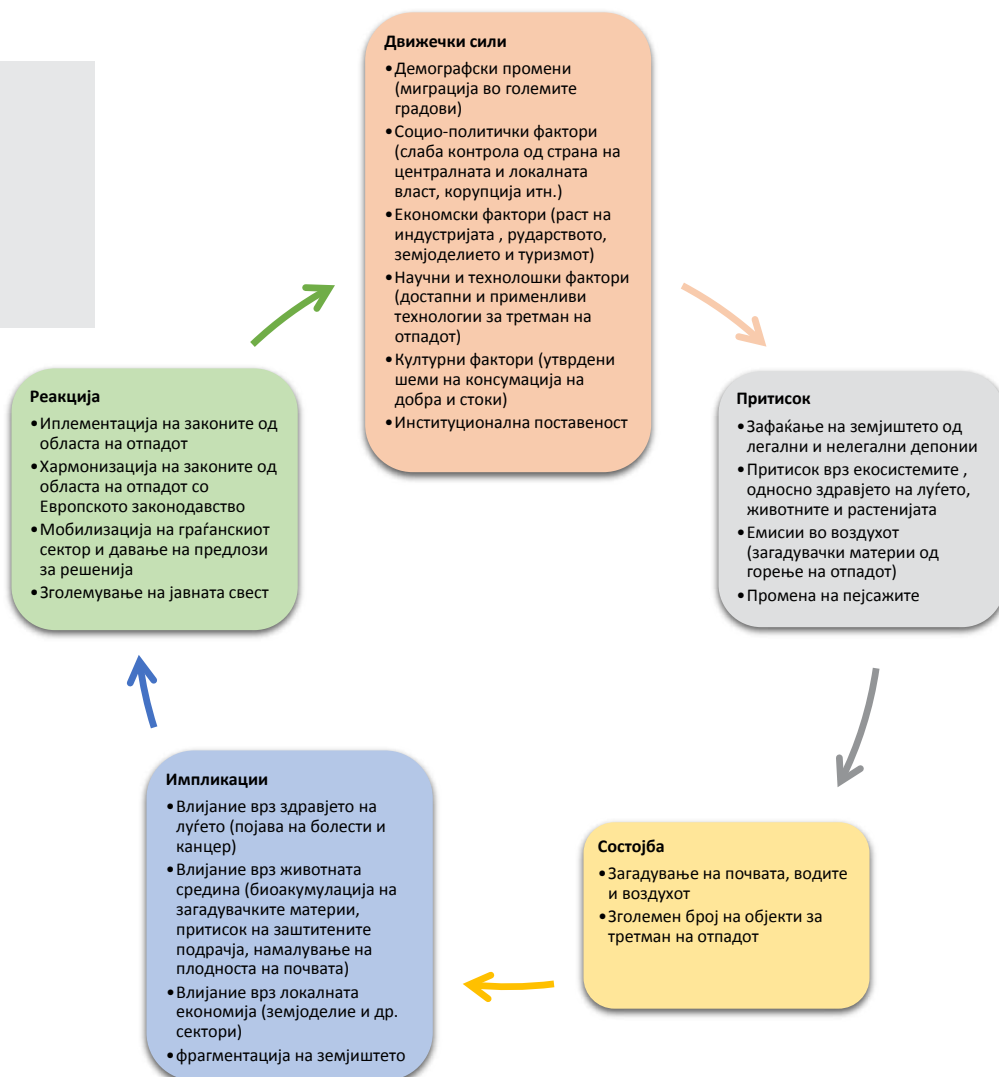 Движечки сили
•Демографски промени
(миграција во големите
градови)
•Социо-политички фактори
(слаба контрола од страна на
централната и локалната
власт, корупција итн.)
•Економски фактори (раст на
индустријата , рударството,
земјоделието и туризмот)
•Научни и технолошки фактори
(достапни и применливи
технологии за третман на
отпадот)
•Културни фактори (утврдени
шеми на консумација на
добра и стоки)
•Институционална поставеност
Притисок
•Зафаќање на земјиштето од
легални и нелегални депонии
•Притисок врз екосистемите ,
односно здравјето на луѓето,
животните и растенијата
•Емисии во воздухот
(загадувачки материи од
горење на отпадот)
•Промена на пејсажите
Состојба
•Загадување на почвата, водите
и воздухот
•Зголемен број на објекти за
третман на отпадот
Импликации
•Влијание врз здравјето на
луѓето (појава на болести и
канцер)
•Влијание врз животната
средина (биоакумулација на
загадувачките материи,
притисок на заштитените
подрачја, намалување на
плодноста на почвата)
•Влијание врз локалната
економија (земјоделие и др.
сектори)
•фрагментација на земјиштето
Реакција
•Иплементација на законите од
областа на отпадот
•Хармонизација на законите од
областа на отпадот со
Европското законодавство
•Мобилизација на граѓанскиот
сектор и давање на предлози
за решенија
•Зголемување на јавната свест